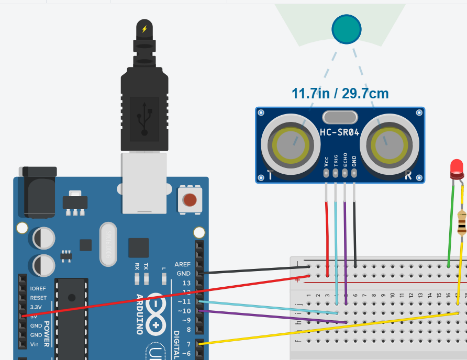 11.7in / 29.7cm
HC-SR04
VCC
TRIG
ECHO
GND
T
R
AREF
GND
13
12
~11
~10
~9
8
7
RX
TX
L
IOREF
RESET
3.3V
5V
GND
GND
Vin
POWER
ARDUINO
DIGITAL